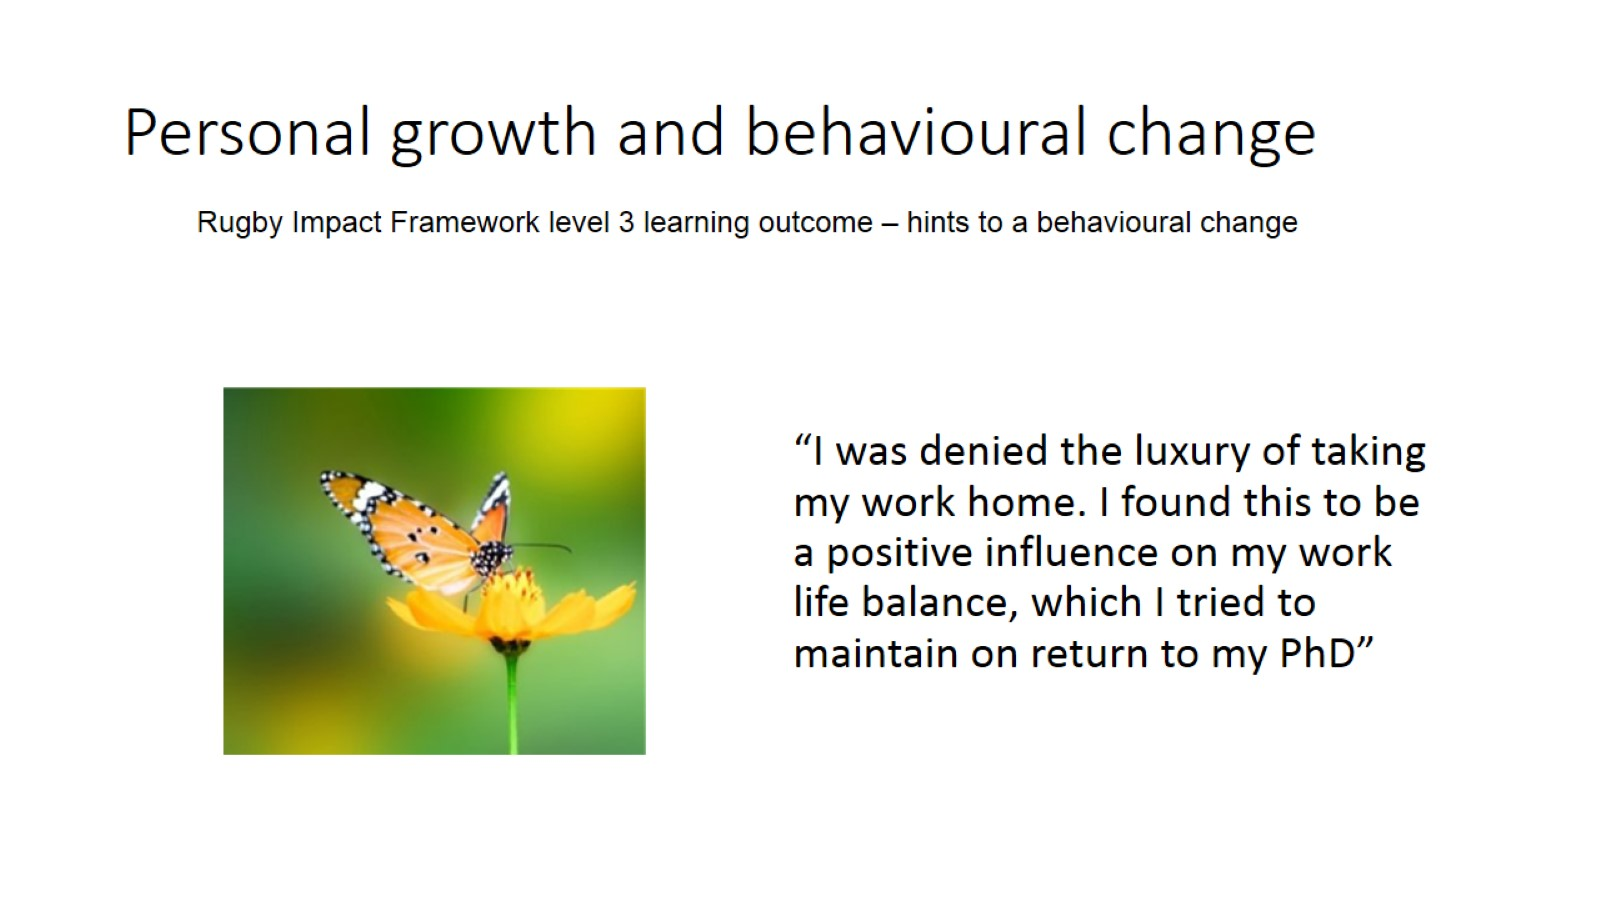 Personal growth and behavioural change
Rugby Impact Framework level 3 learning outcome – hints to a behavioural change
“I was denied the luxury of taking
my work home. I found this to be
a positive influence on my work
life balance, which I tried to
maintain on return to my PhD”